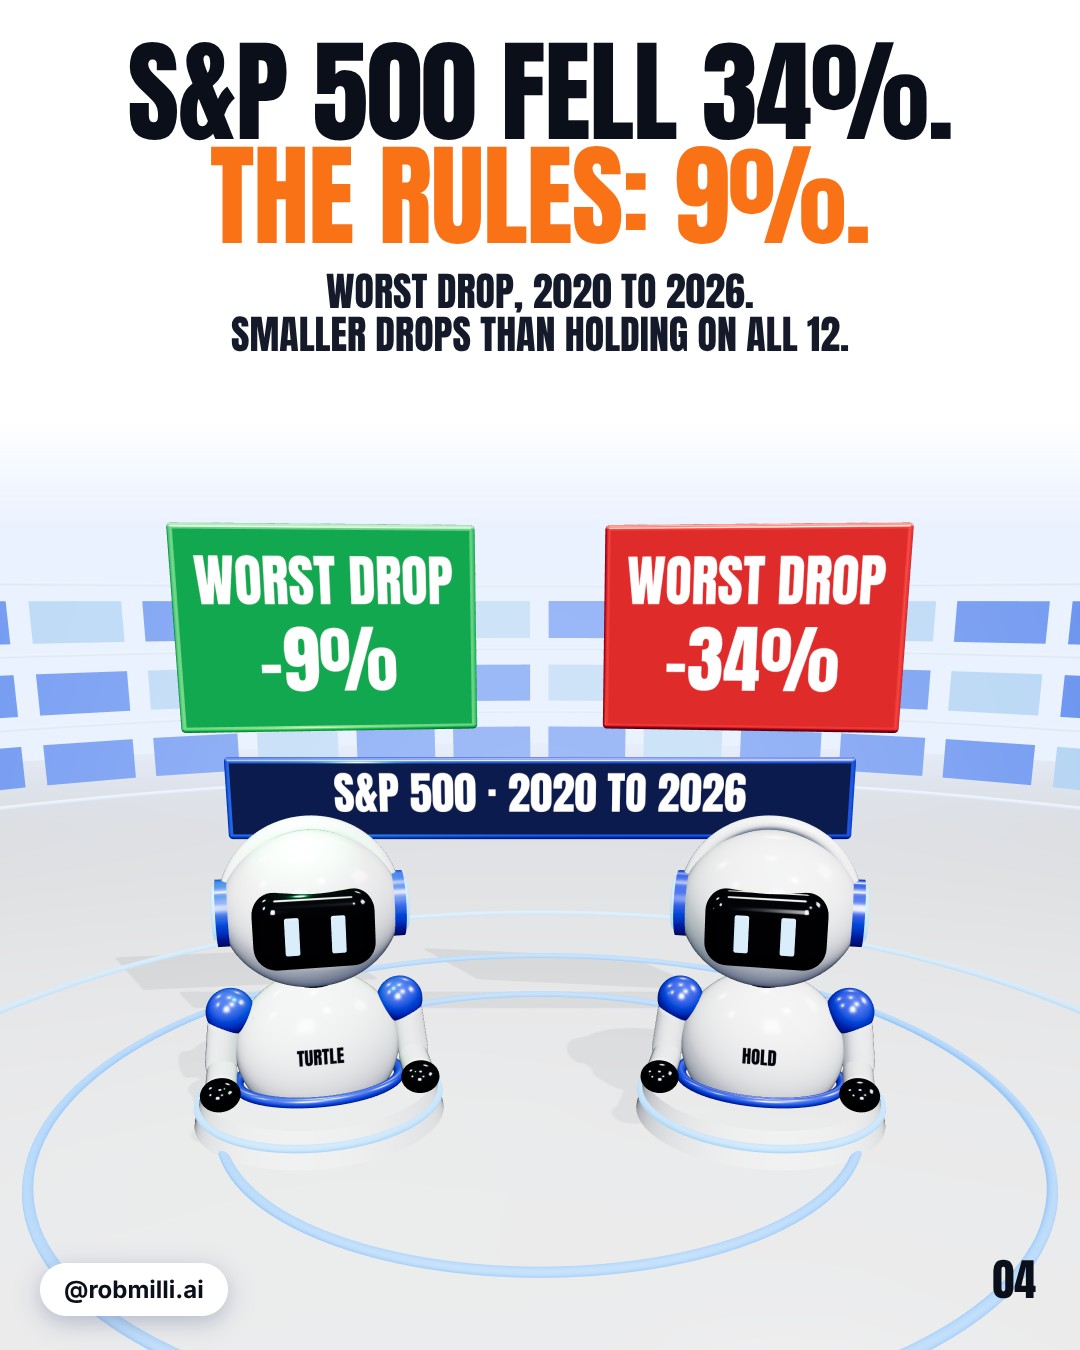 S&P 500 FELL 34%.
THE RULES: 9%.
WORST DROP, 2020 TO 2026.
SMALLER DROPS THAN HOLDING ON ALL 12.
WORST DROP
-9%
WORST DROP
-34%
S&P 500 · 2020 TO 2026
TURTLE
HOLD
@robmilli.ai
04